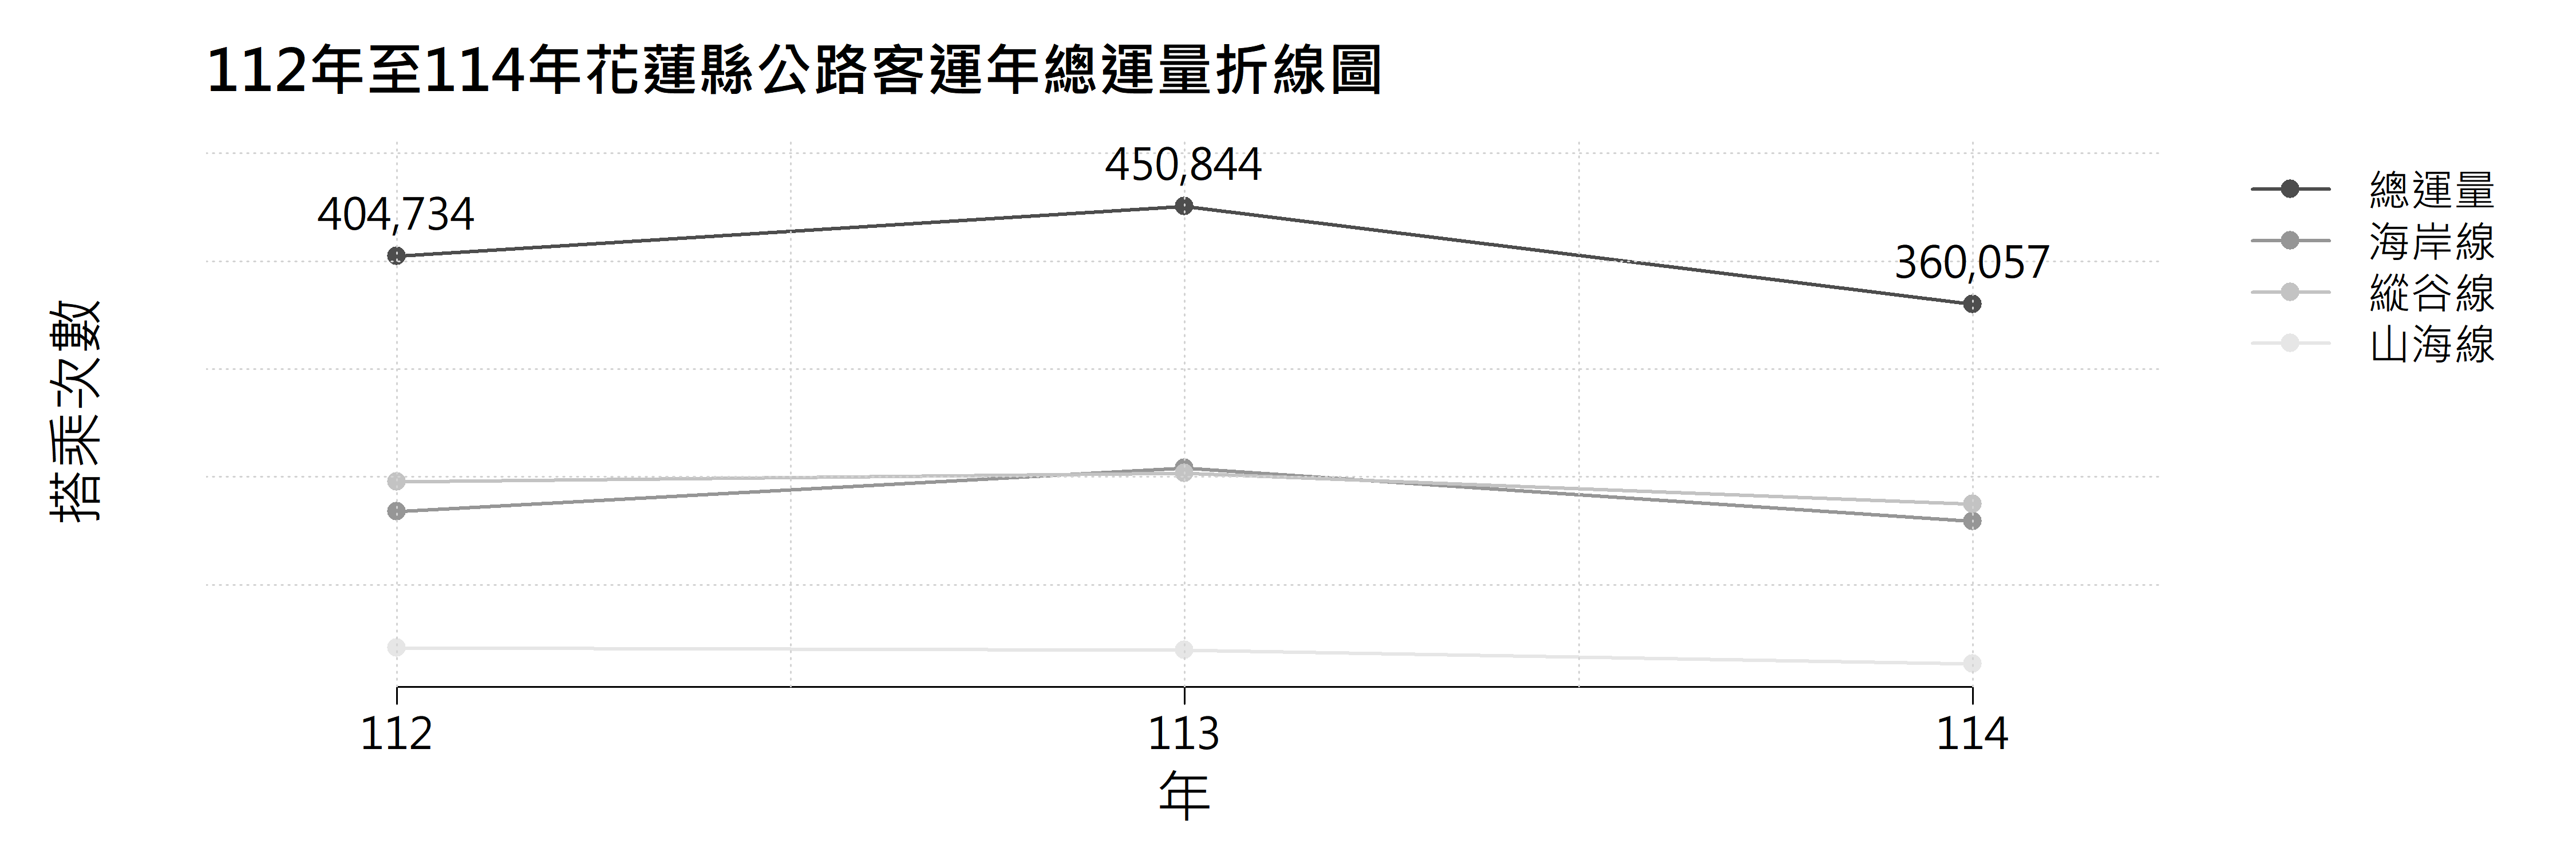 112年至114年花蓮縣公路客運年總運量折線圖
搭乘次數
404,734
450,844
360,057
112
113
114
年
總運量
海岸線
縱谷線
山海線